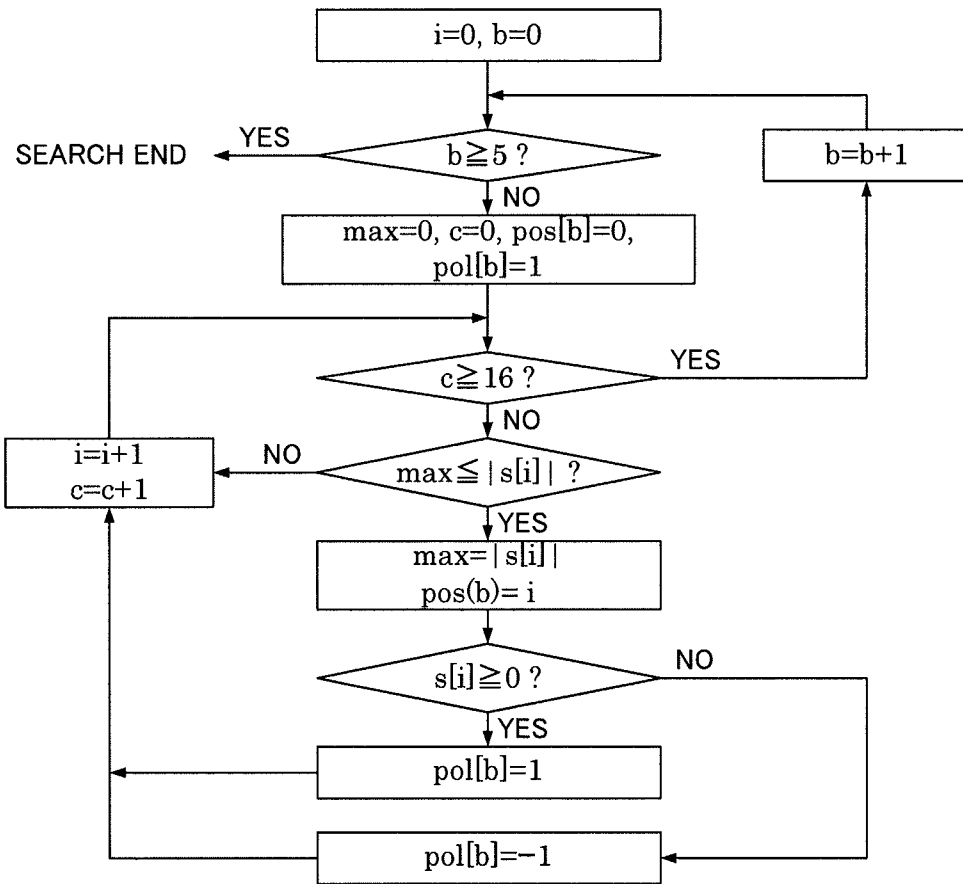 i=0, b=0
YES
SEARCH END
b≧5 ?
b=b+1
NO
max=0, c=0, pos[b]=0,
pol[b]=1
c≧16 ?
YES
NO
i=i+1
c=c+1
NO
max≦|s[i]| ?
YES
max=|s[i]|
pos(b)= i
s[i]≧0 ?
NO
YES
pol[b]=1
pol[b]=−1